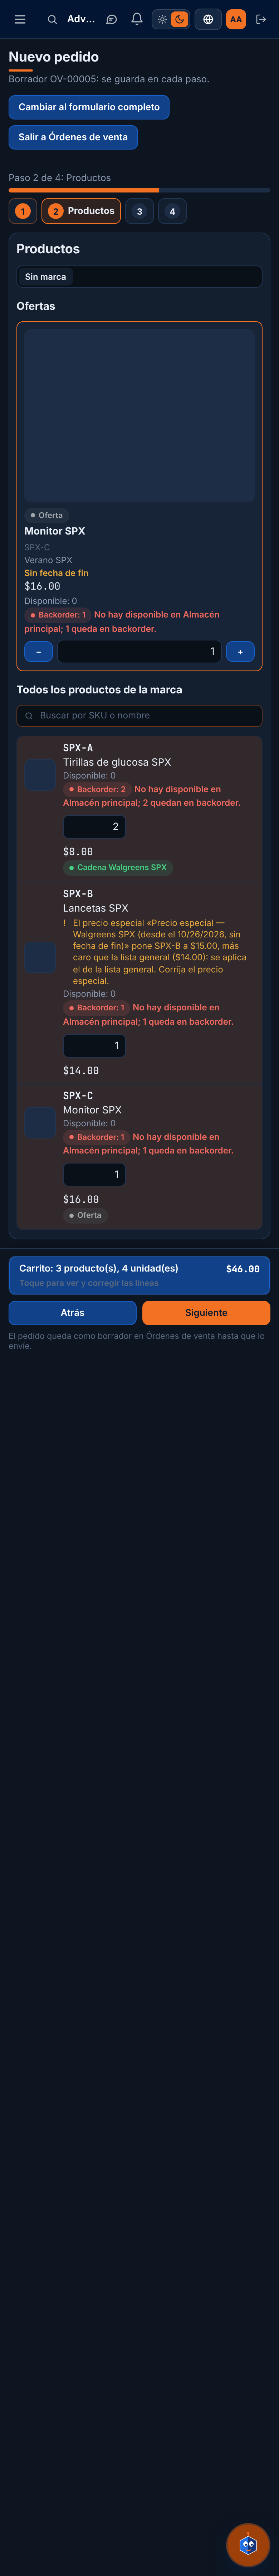 Adv...
AA
Nuevo pedido
Borrador OV-00005: se guarda en cada paso.
Cambiar al formulario completo
Salir a Órdenes de venta
Paso 2 de 4: Productos
1
2 Productos
3
4
Productos
Sin marca
Ofertas
Oferta
Monitor SPX
SPX-C
Verano SPX
Sin fecha de fin
$16.00
Disponible: 0
Backorder: 1 No hay disponible en Almacén
principal; 1 queda en backorder.
– 1 +
Todos los productos de la marca
Buscar por SKU o nombre
SPX-A
Tirillas de glucosa SPX
Disponible: 0
Backorder: 2 No hay disponible en
Almacén principal; 2 quedan en backorder.
2
$8.00
Cadena Walgreens SPX
SPX-B
Lancetas SPX
! El precio especial «Precio especial —
Walgreens SPX (desde el 10/26/2026, sin
fecha de fin)» pone SPX-B a $15.00, más
caro que la lista general ($14.00): se aplica
el de la lista general. Corrija el precio
especial.
Disponible: 0
Backorder: 1 No hay disponible en
Almacén principal; 1 queda en backorder.
1
$14.00
SPX-C
Monitor SPX
Disponible: 0
Backorder: 1 No hay disponible en
Almacén principal; 1 queda en backorder.
1
$16.00
Oferta
Carrito: 3 producto(s), 4 unidad(es) $46.00
Toque para ver y corregir las líneas
Atrás
Siguiente
El pedido queda como borrador en Órdenes de venta hasta que lo
envíe.